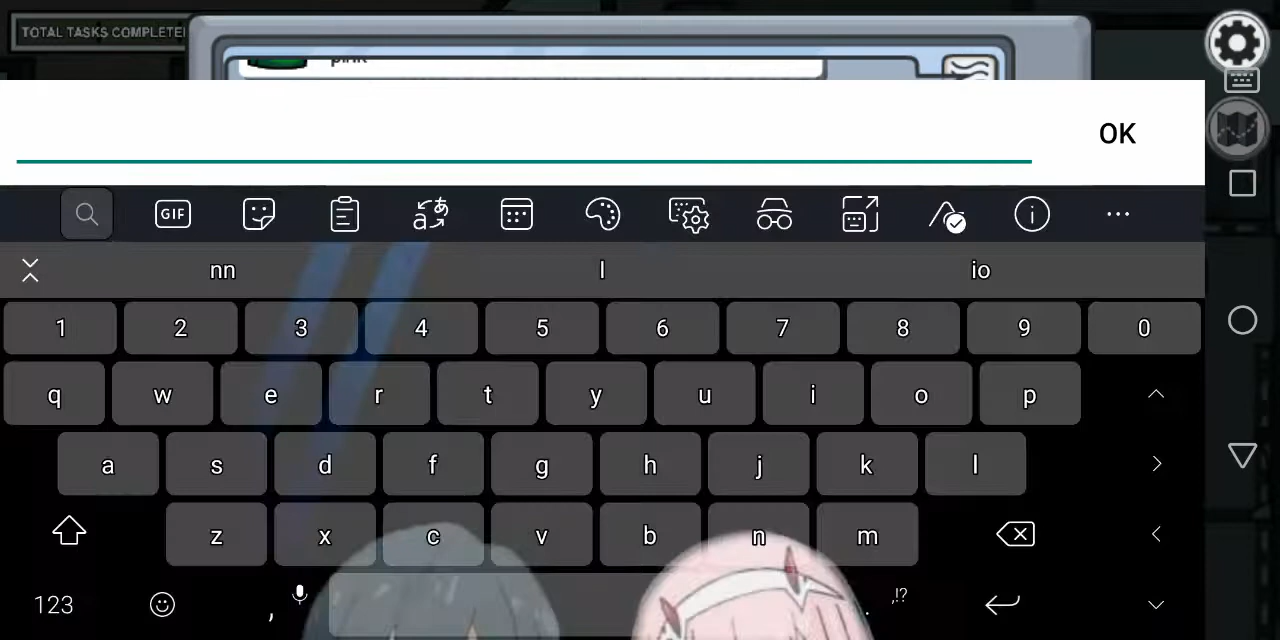 TOTAL TASKS COMPLETE
pink
OK
GIF
nn l io
1 2 3 4 5 6 7 8 9 0
q w e r t y u i o p
a s d f g h j k l
z x c v b n m
123 , . ,!?